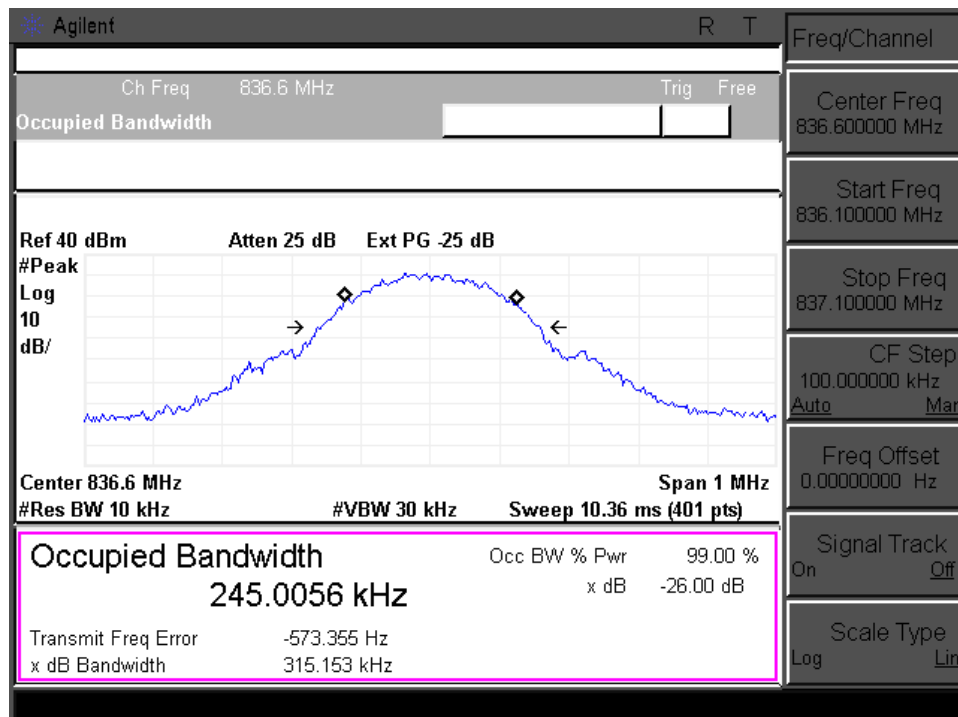 Agilent R T
Ch Freq 836.6 MHz Trig Free
Occupied Bandwidth
Ref 40 dBm Atten 25 dB Ext PG -25 dB
#Peak
Log
10
dB/
Center 836.6 MHz Span 1 MHz
#Res BW 10 kHz #VBW 30 kHz Sweep 10.36 ms (401 pts)
Occupied Bandwidth
245.0056 kHz
Occ BW % Pwr 99.00 %
x dB -26.00 dB
Transmit Freq Error -573.355 Hz
x dB Bandwidth 315.153 kHz
Freq/Channel
Center Freq
836.600000 MHz
Start Freq
836.100000 MHz
Stop Freq
837.100000 MHz
CF Step
100.000000 kHz
Auto Man
Freq Offset
0.00000000 Hz
Signal Track
On Off
Scale Type
Log Lin